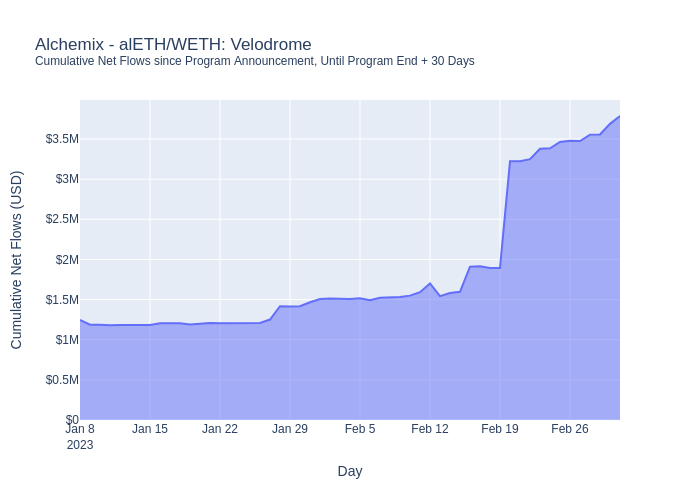 Alchemix - alETH/WETH: Velodrome
Cumulative Net Flows since Program Announcement, Until Program End + 30 Days
Cumulative Net Flows (USD)
$3.5M
$3M
$2.5M
$2M
$1.5M
$1M
$0.5M
$0
Jan 8 Jan 15 Jan 22 Jan 29 Feb 5 Feb 12 Feb 19 Feb 26
2023
Day